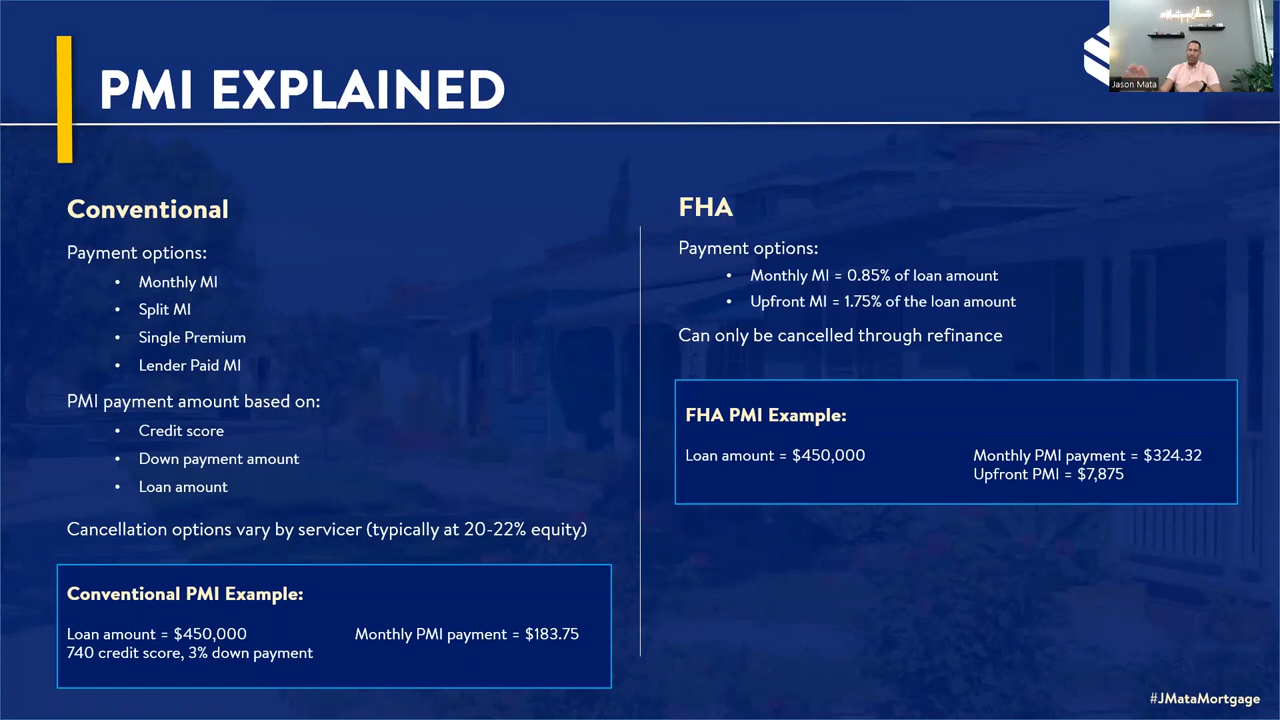 PMI EXPLAINED
#MortgageEducate
Jason Mata
Conventional
Payment options:
• Monthly MI
• Split MI
• Single Premium
• Lender Paid MI
PMI payment amount based on:
• Credit score
• Down payment amount
• Loan amount
Cancellation options vary by servicer (typically at 20-22% equity)
Conventional PMI Example:
Loan amount = $450,000
740 credit score, 3% down payment
Monthly PMI payment = $183.75
FHA
Payment options:
• Monthly MI = 0.85% of loan amount
• Upfront MI = 1.75% of the loan amount
Can only be cancelled through refinance
FHA PMI Example:
Loan amount = $450,000
Monthly PMI payment = $324.32
Upfront PMI = $7,875
#JMataMortgage